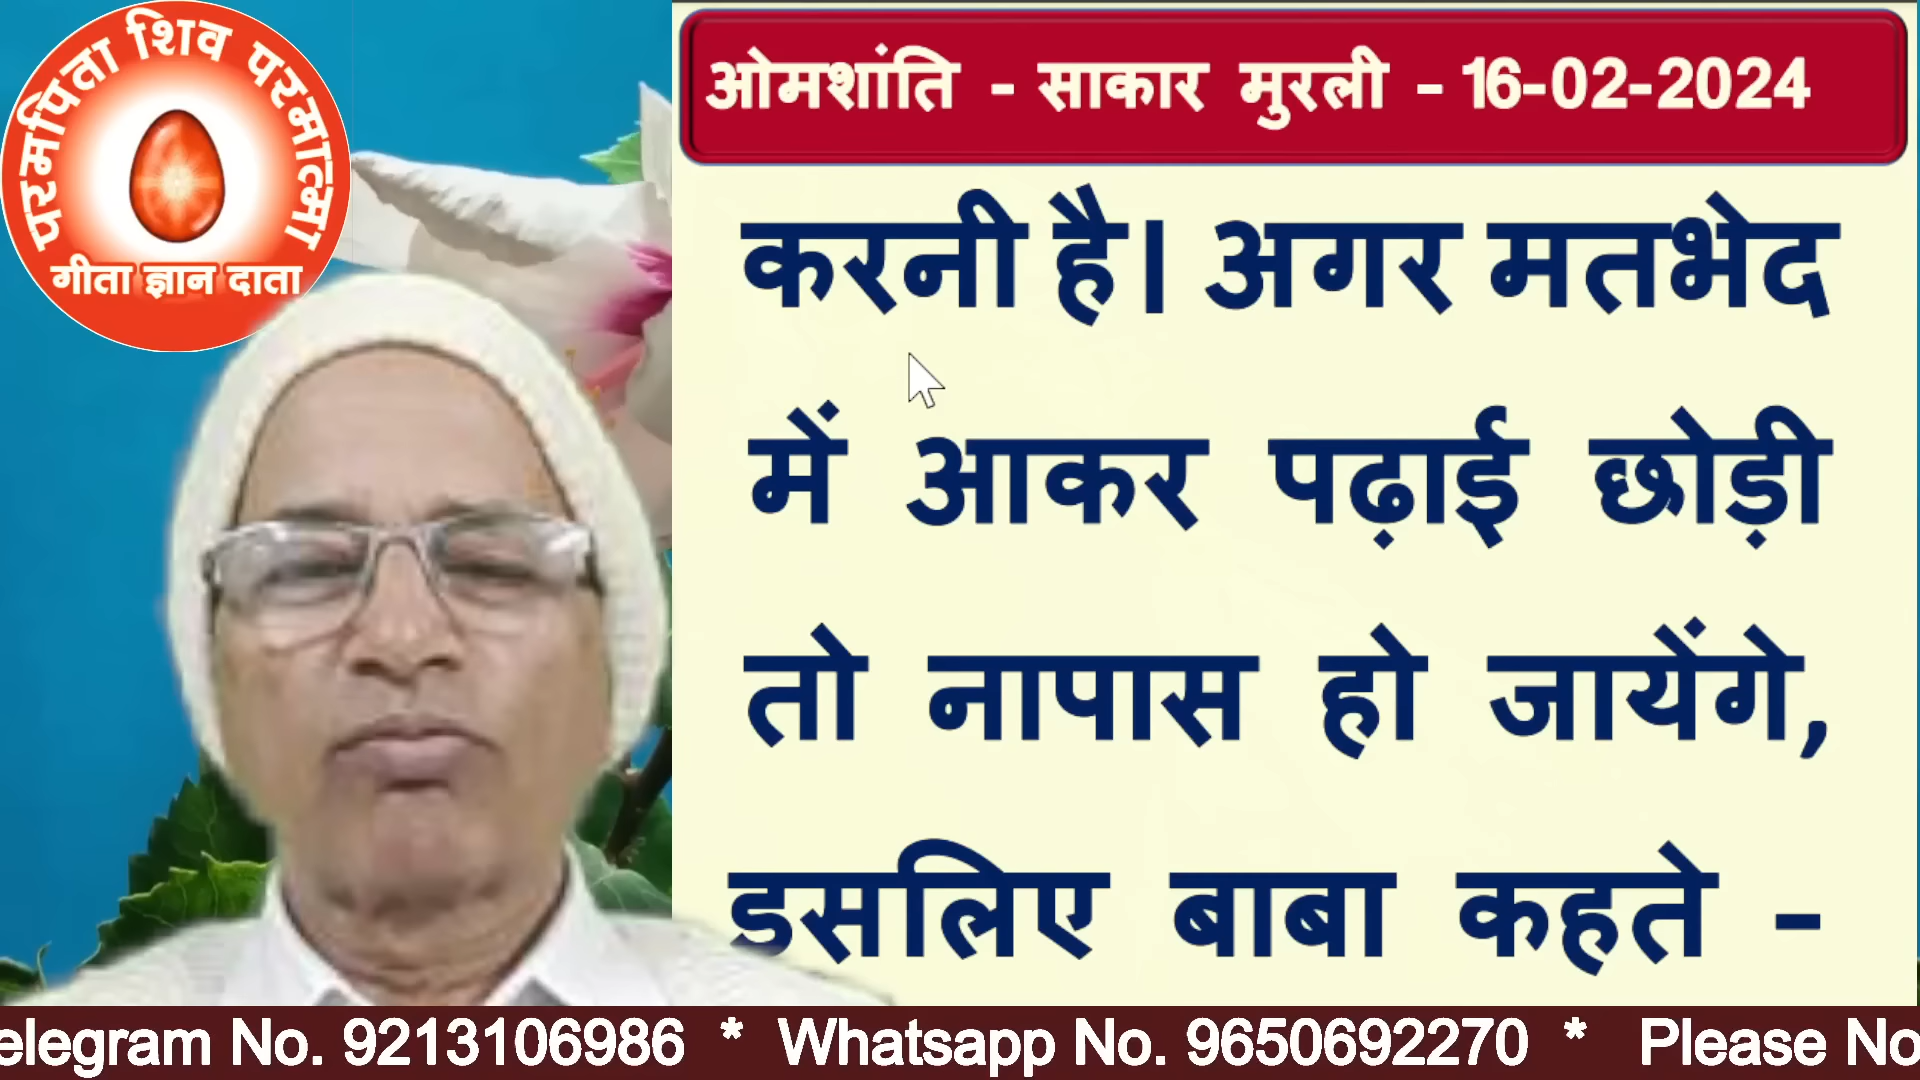 परमपिता शिव परमात्मा
गीता ज्ञान दाता
ओमशांति - साकार मुरली - 16-02-2024
करनी है। अगर मतभेद
में आकर पढ़ाई छोड़ी
तो नापास हो जायेंगे,
इसलिए बाबा कहते -
elegram No. 9213106986 * Whatsapp No. 9650692270 * Please No